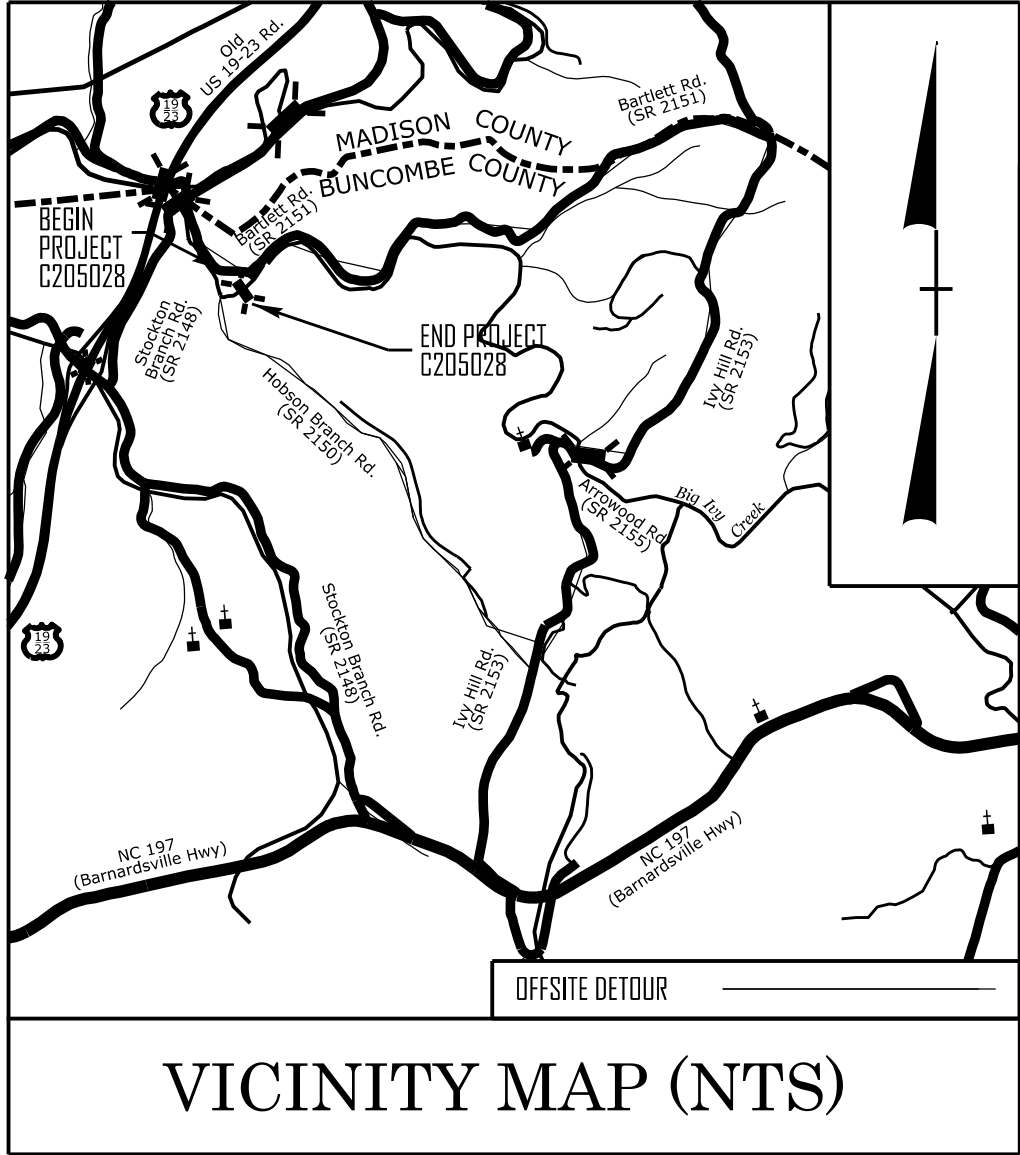 Old
US 19-23 Rd.
19
23
Bartlett Rd.
(SR 2151)
MADISON COUNTY
BUNCOMBE COUNTY
Bartlett Rd.
(SR 2151)
BEGIN
PROJECT
C205028
Stockton
Branch Rd.
(SR 2148)
END PROJECT
C205028
Ivy Hill Rd.
(SR 2153)
Hobson Branch Rd.
(SR 2150)
Arrowood Rd.
(SR 2155)
Big Ivy
Creek
19
23
Stockton Branch Rd.
(SR 2148)
Ivy Hill Rd.
(SR 2153)
NC 197
(Barnardsville Hwy)
NC 197
(Barnardsville Hwy)
OFFSITE DETOUR
VICINITY MAP (NTS)